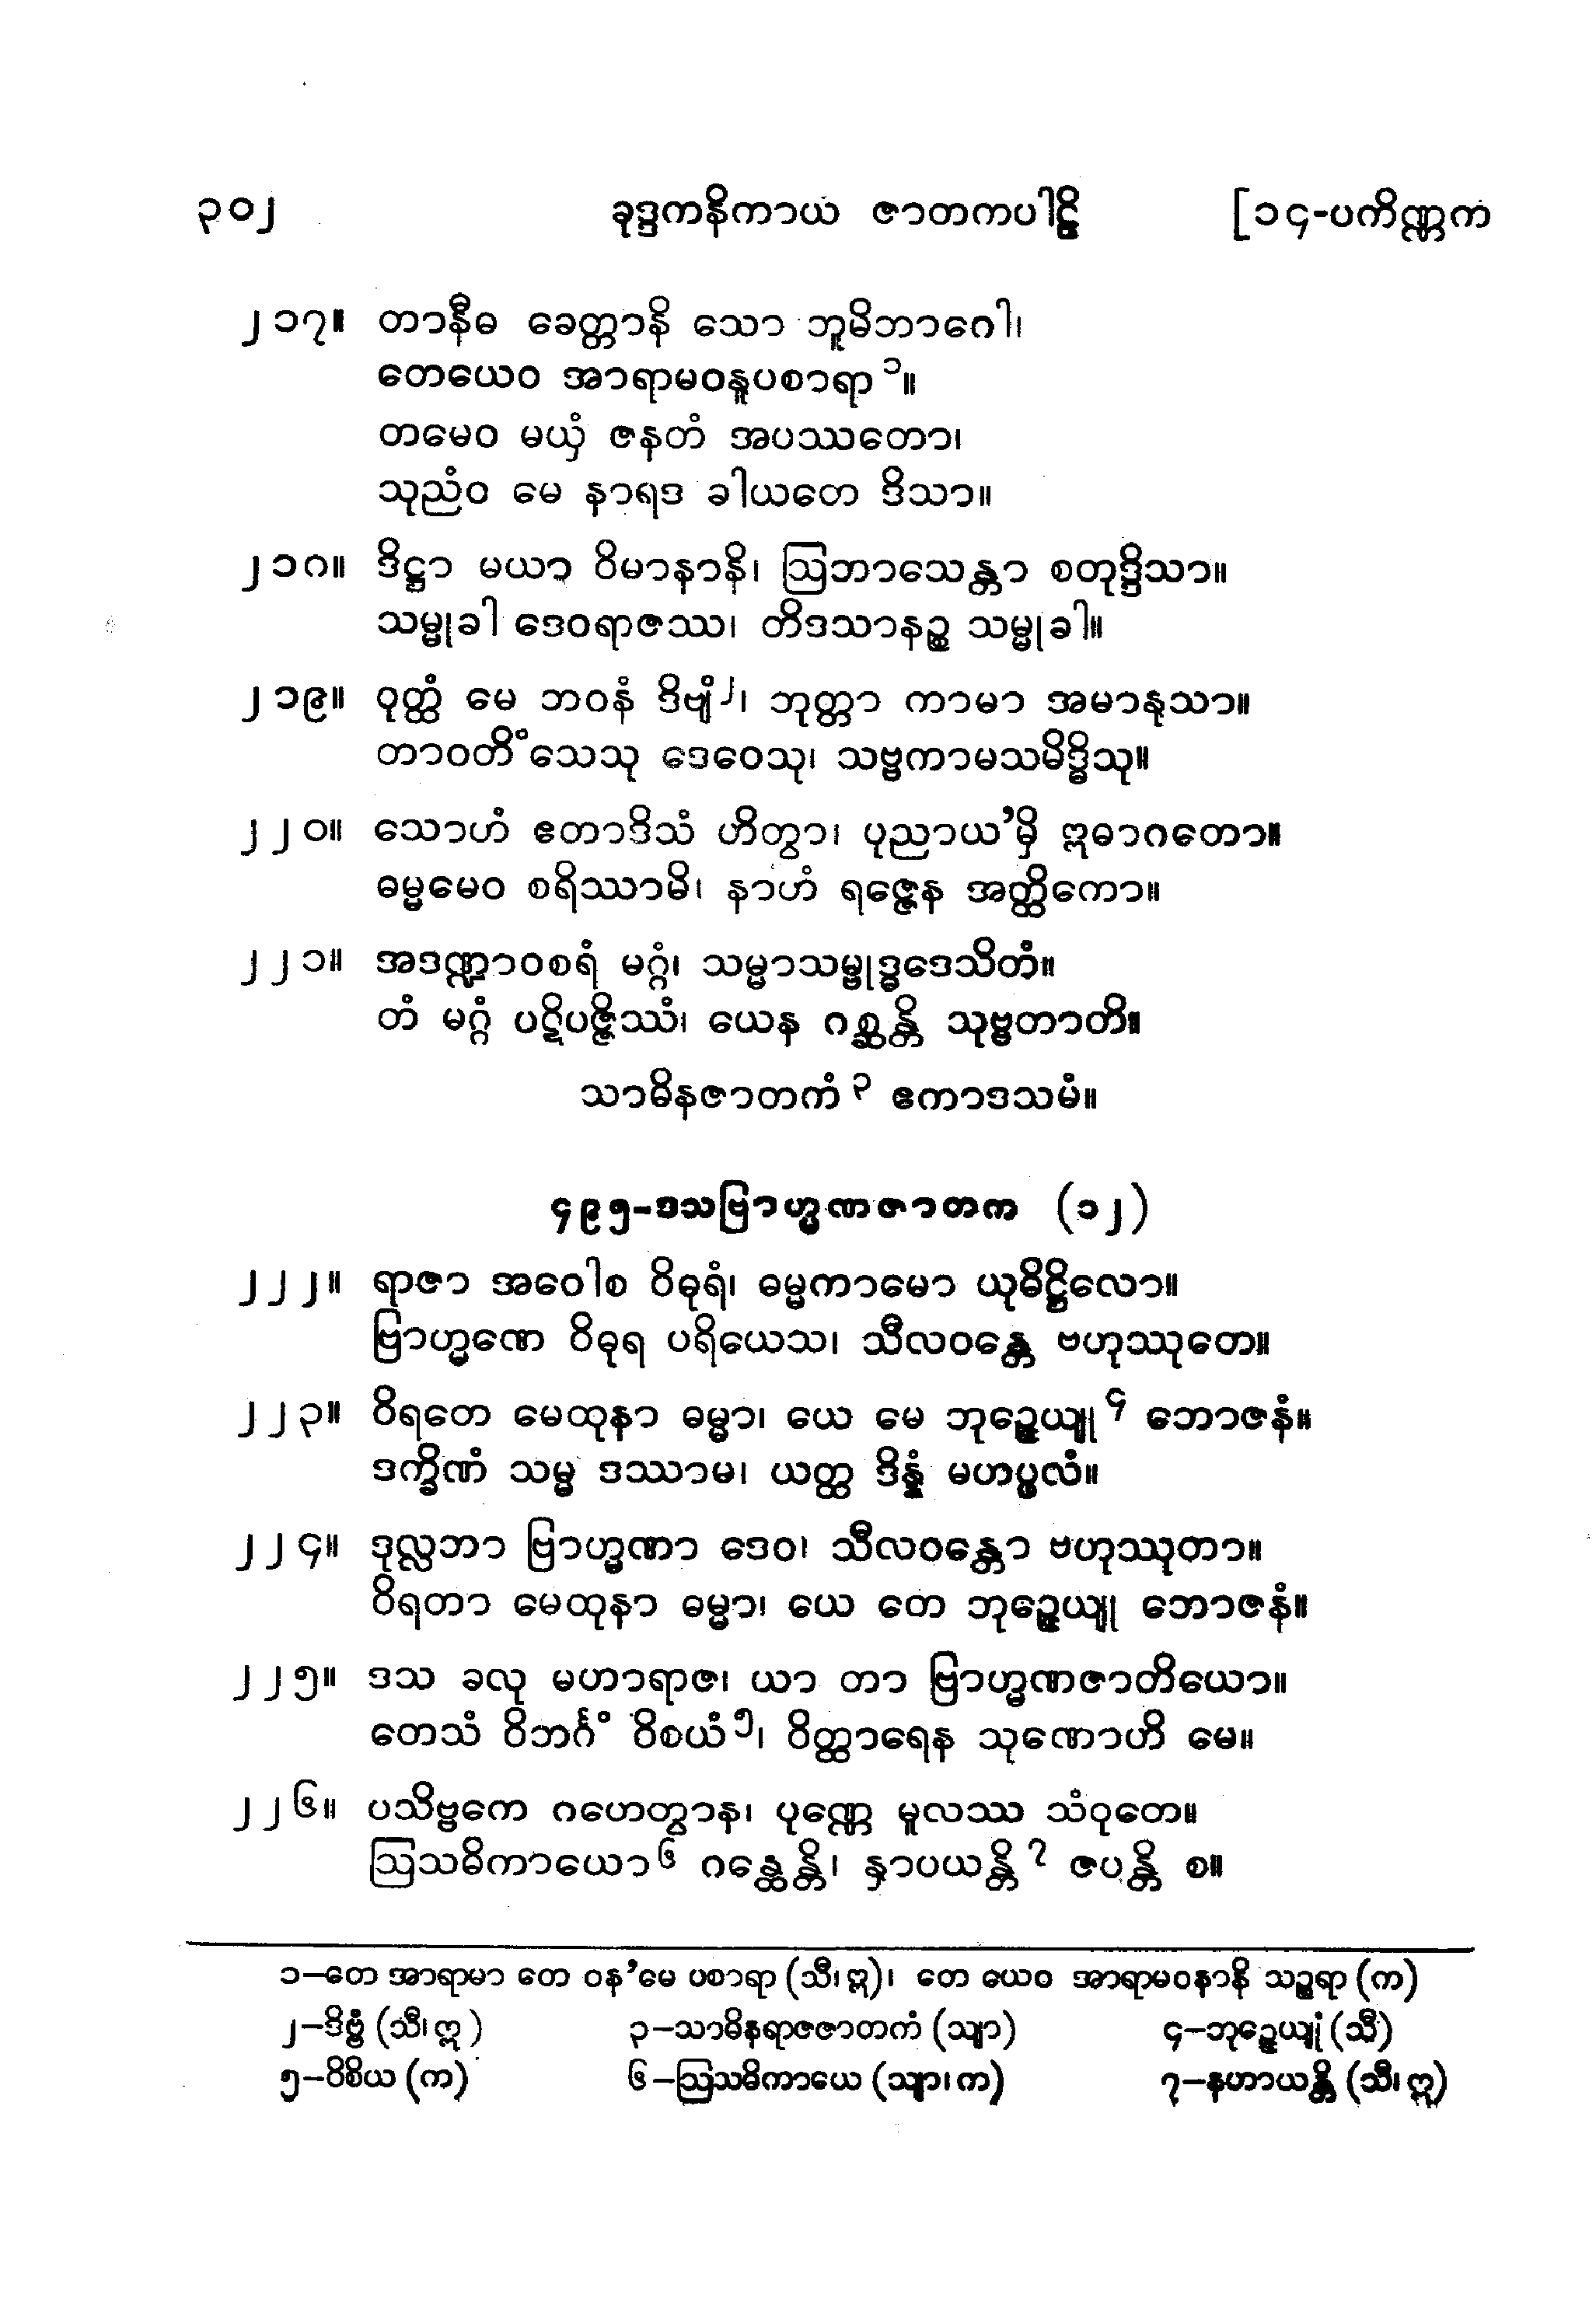 ၃၀၂ ခုဒ္ဒကနိကာယ ဇာတကပါဠိ [၁၄-ပကိဏ္ဏက
၂၁၇။ တာနီဓ ခေတ္တာနိ သော ဘူမိဘာဂေါ၊
တေယေဝ အာရာမဝနူပစာရာ ၁။
တမေဝ မယှံ ဇနတံ အပဿတော၊
သုညံဝ မေ နာရဒ ခါယတေ ဒိသာ။
၂၁၈။ ဒိဋ္ဌာ မယာ ဝိမာနာနိ၊ ဩဘာသေန္တာ စတုဒ္ဒိသာ။
သမ္မုခါ ဒေဝရာဇဿ၊ တိဒသာနဉ္စ သမ္မုခါ။
၂၁၉။ ဝုတ္ထံ မေ ဘဝနံ ဒိဗျံ၂၊ ဘုတ္တာ ကာမာ အမာနုသာ။
တာဝတိံသေသု ဒေဝေသု၊ သဗ္ဗကာမသမိဒ္ဓိသု။
၂၂၀။ သောဟံ ဧတာဒိသံ ဟိတွာ၊ ပုညာယ’မှိ ဣဓာဂတော။
ဓမ္မမေဝ စရိဿာမိ၊ နာဟံ ရဇ္ဇေန အတ္ထိကော။
၂၂၁။ အဒဏ္ဍာဝစရံ မဂ္ဂံ၊ သမ္မာသမ္ဗုဒ္ဓဒေသိတံ။
တံ မဂ္ဂံ ပဋိပဇ္ဇိဿံ၊ ယေန ဂစ္ဆန္တိ သုဗ္ဗတာတိ။
သာဓိနဇာတကံ ၃ ဧကာဒသမံ။
၄၉၅-ဒသဗြာဟ္မဏဇာတက (၁၂)
၂၂၂။ ရာဇာ အဝေါစ ဝိဓုရံ၊ ဓမ္မကာမော ယုဓိဋ္ဌိလော။
ဗြာဟ္မဏေ ဝိဓုရ ပရိယေသ၊ သီလဝန္တေ ဗဟုဿုတေ။
၂၂၃။ ဝိရတေ မေထုနာ ဓမ္မာ၊ ယေ မေ ဘုဉ္ဇေယျု ၄ ဘောဇနံ။
ဒက္ခိဏံ သမ္မ ဒဿာမ၊ ယတ္ထ ဒိန္နံ မဟပ္ဖလံ။
၂၂၄။ ဒုလ္လဘာ ဗြာဟ္မဏာ ဒေဝ၊ သီလဝန္တော ဗဟုဿုတာ။
ဝိရတာ မေထုနာ ဓမ္မာ၊ ယေ တေ ဘုဉ္ဇေယျု ဘောဇနံ။
၂၂၅။ ဒသ ခလု မဟာရာဇ၊ ယာ တာ ဗြာဟ္မဏဇာတိယော။
တေသံ ဝိဘင်္ဂံ ဝိစယံ၅၊ ဝိတ္ထာရေန သုဏောဟိ မေ။
၂၂၆။ ပသိဗ္ဗကေ ဂဟေတွာန၊ ပုဏ္ဏေ မူလဿ သံဝုတေ။
ဩသဓိကာယော၆ ဂန္ထေန္တိ၊ နှာပယန္တိ ၇ ဇပန္တိ စ။
၁–တေ အာရာမာ တေ ဝန’မေ ပစာရာ (သီ၊ ဣ)၊ တေ ယေဝ အာရာမဝနာနိ သဉ္စရာ (က)
၂–ဒိဗ္ဗံ (သီ၊ ဣ) ၃–သာဓိနရာဇဇာတကံ (သျာ) ၄–ဘုဉ္ဇေယျုံ (သီ)
၅–ဝိစိယ (က) ၆–ဩသဓိကာယေ (သျာ၊ က) ၇–နဟာယန္တိ (သီ၊ ဣ)